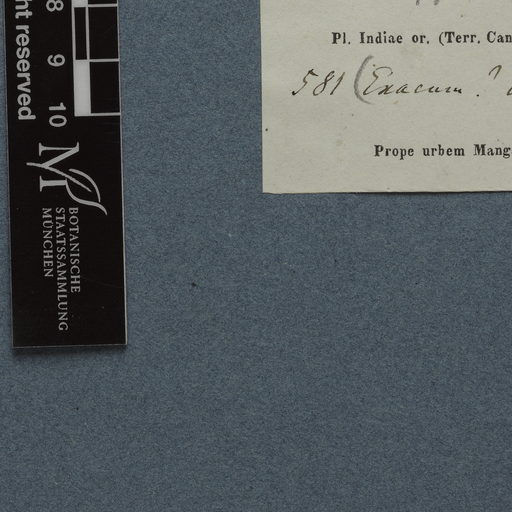 ht reserved
8 9 10
BOTANISCHE
STAATSSAMMLUNG
MÜNCHEN
Pl. Indiae or. (Terr. Can
581 (Exacum. ?
Prope urbem Mang